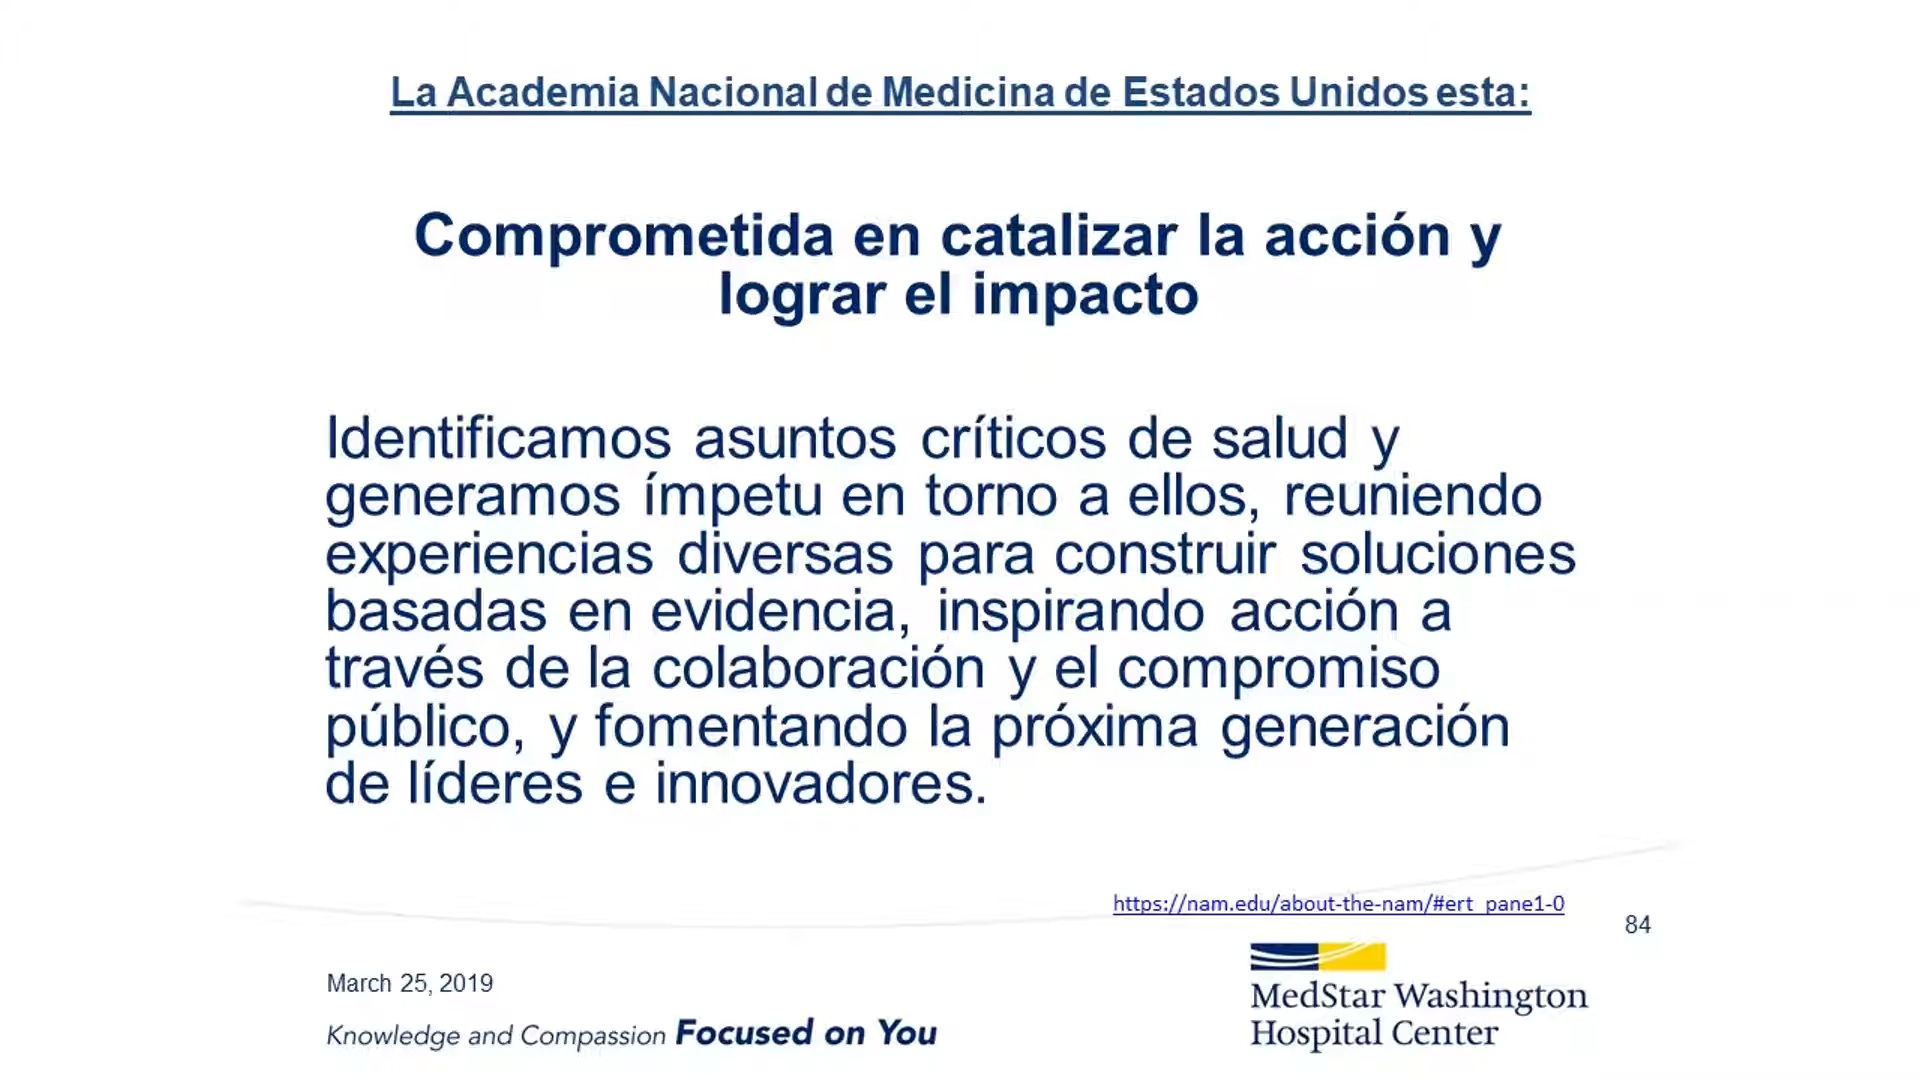 La Academia Nacional de Medicina de Estados Unidos esta:
Comprometida en catalizar la acción y
lograr el impacto
Identificamos asuntos críticos de salud y
generamos ímpetu en torno a ellos, reuniendo
experiencias diversas para construir soluciones
basadas en evidencia, inspirando acción a
través de la colaboración y el compromiso
público, y fomentando la próxima generación
de líderes e innovadores.
https://nam.edu/about-the-nam/#ert_pane1-0
84
March 25, 2019
Knowledge and Compassion Focused on You
MedStar Washington
Hospital Center